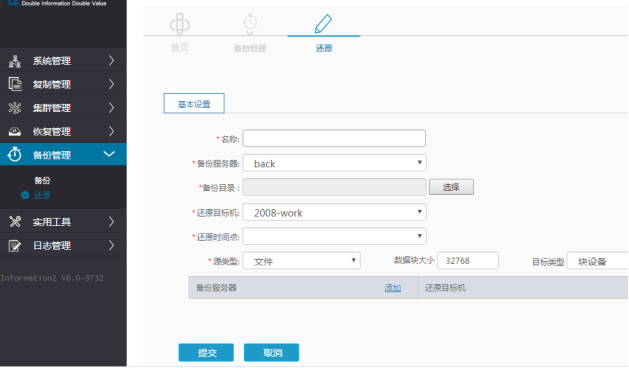 Double Information Double Value
首页
备份管理
还原
系统管理
复制管理
集群管理
恢复管理
备份管理
备份
还原
实用工具
日志管理
Information2 V6.0-9732
基本设置
*名称:
*备份服务器: back
*备份目录: 选择
*还原目标机: 2008-work
*还原时间点:
*源类型: 文件 数据块大小 32768 目标类型 块设备
备份服务器 添加 还原目标机
提交 取消